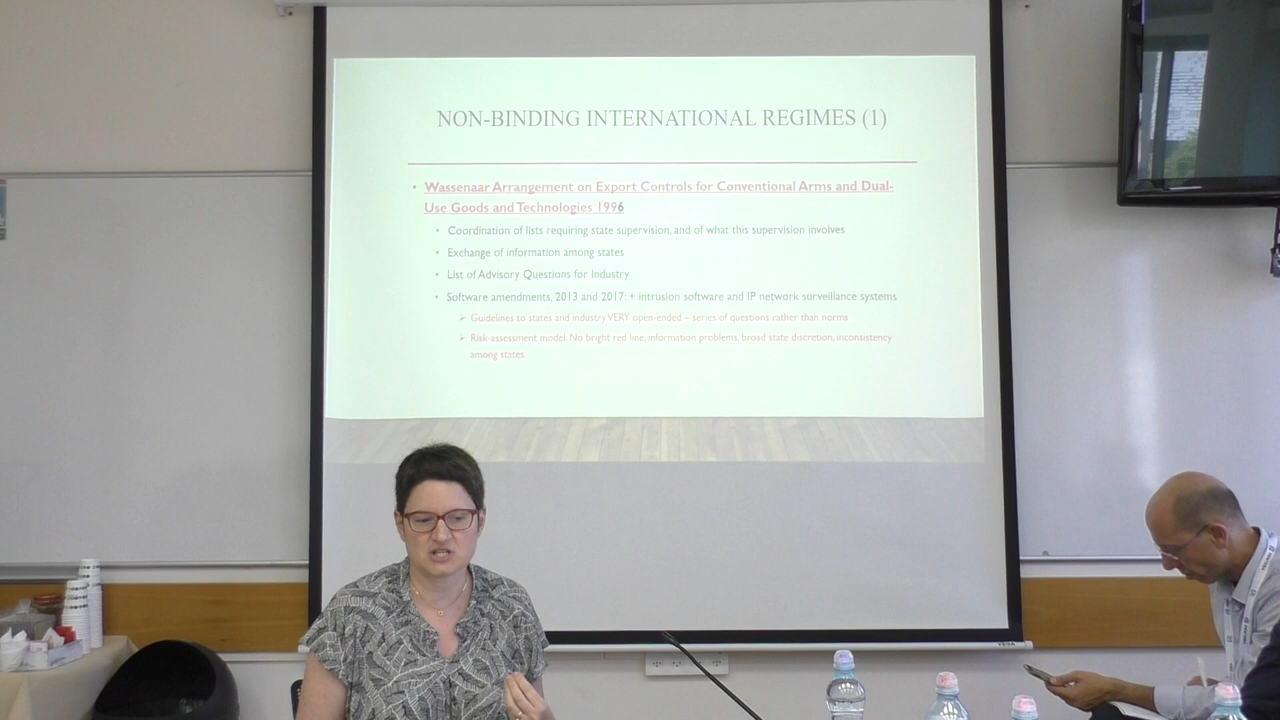 NON-BINDING INTERNATIONAL REGIMES (1)
• Wassenaar Arrangement on Export Controls for Conventional Arms and Dual-
Use Goods and Technologies 1996
• Coordination of lists requiring state supervision, and of what this supervision involves
• Exchange of information among states
• List of Advisory Questions for Industry
• Software amendments, 2013 and 2017: + intrusion software and IP network surveillance systems
➢ Guidelines to states and industry VERY open-ended – series of questions rather than norms
➢ Risk-assessment model. No bright red line, information problems, broad state discretion, inconsistency
among states.